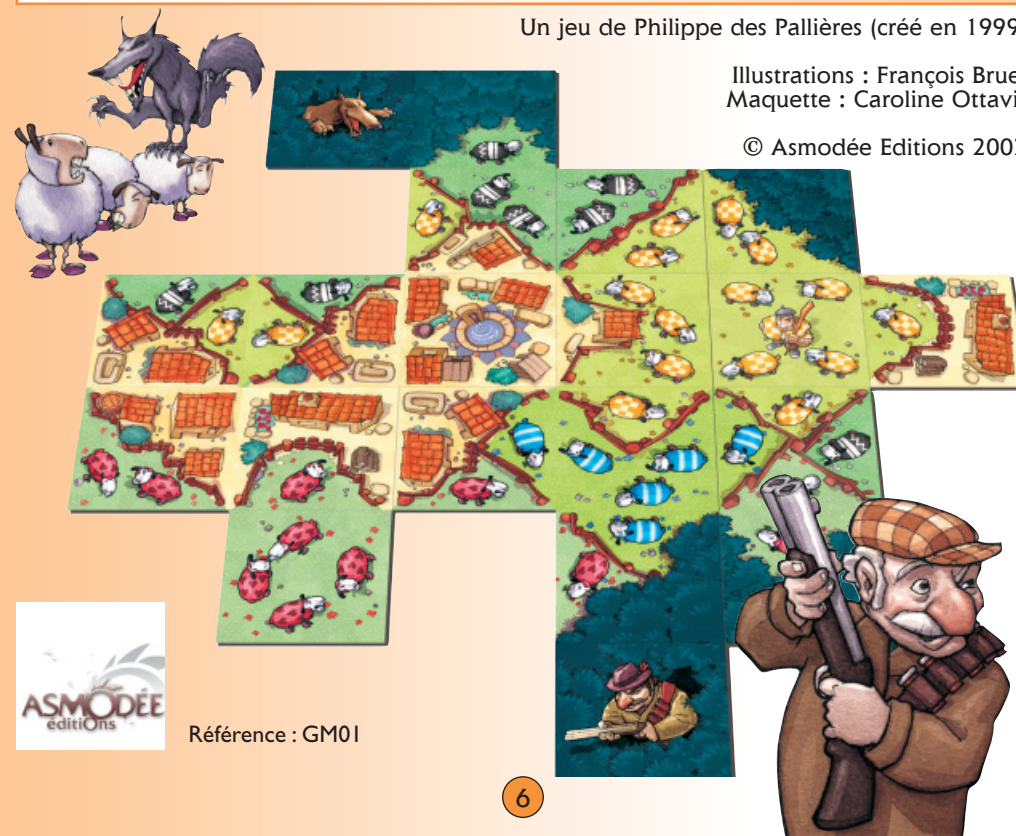 Un jeu de Philippe des Pallières (créé en 1999
Illustrations : François
Maquette : Caroline
© Asmodée Editions
ASMODÉE
éditiOns
Référence : GM01
6